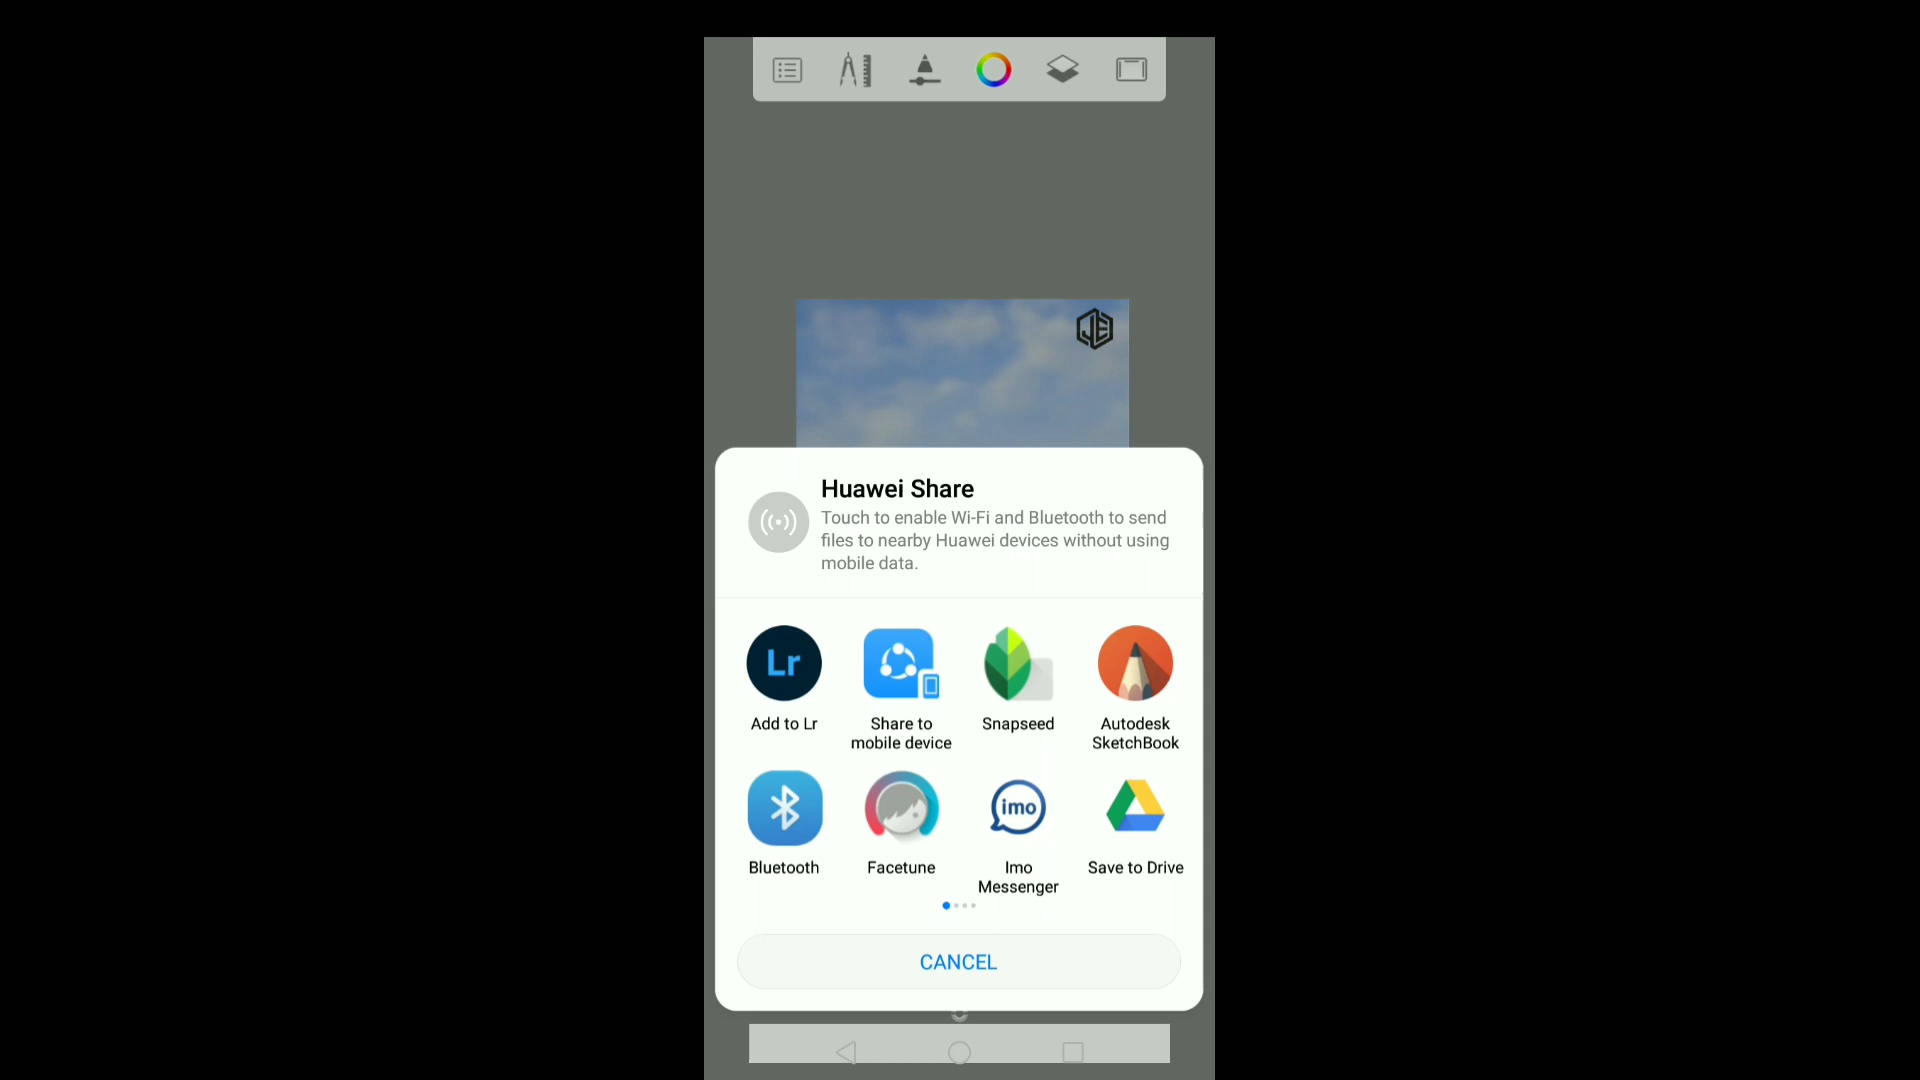 JE
Huawei Share
Touch to enable Wi-Fi and Bluetooth to send
files to nearby Huawei devices without using
mobile data.
Lr
Add to Lr
Share to
mobile device
Snapseed
Autodesk
SketchBook
Bluetooth
Facetune
imo
Imo
Messenger
Save to Drive
CANCEL